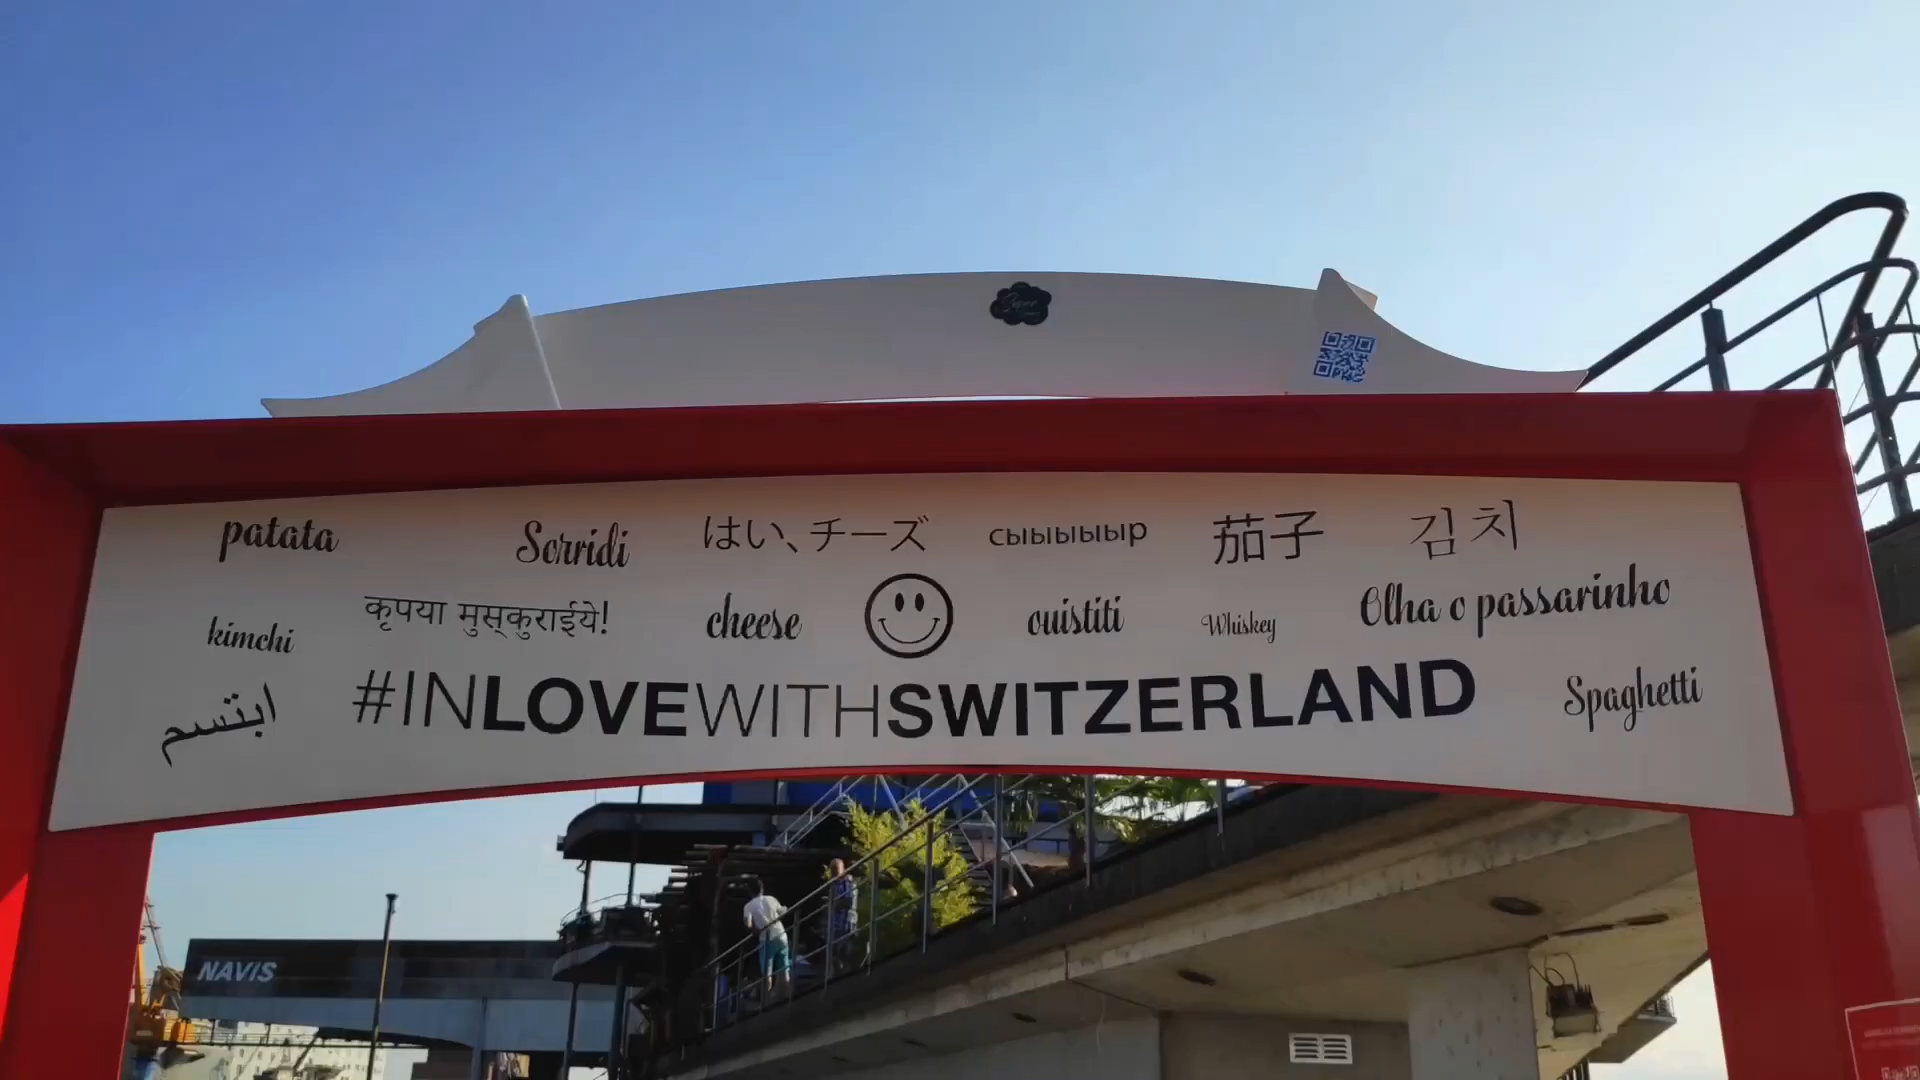 patata Sorridi はい、チーズ сыыыыыр 茄子 김치
kimchi कृपया मुस्कुराईये! cheese ouistiti Whiskey Olha o passarinho
ابتسم #INLOVEWITHSWITZERLAND Spaghetti
NAVIS